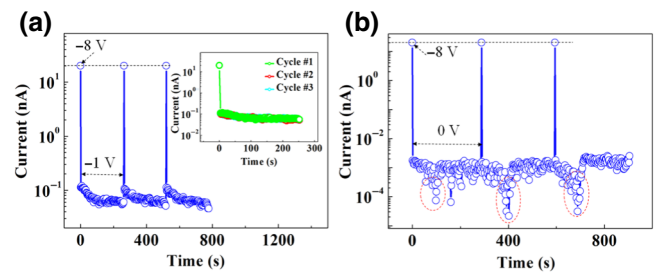 (a)
−8 V
−1 V
10²
10¹
10⁰
10⁻¹
Current (nA)
0 400 800 1200
Time (s)
Cycle #1
Cycle #2
Cycle #3
10¹
10⁰
10⁻¹
10⁻²
Current (nA)
0 100 200 300
Time (s)
(b)
−8 V
0 V
10²
10⁰
10⁻²
10⁻⁴
Current (nA)
0 400 800
Time (s)